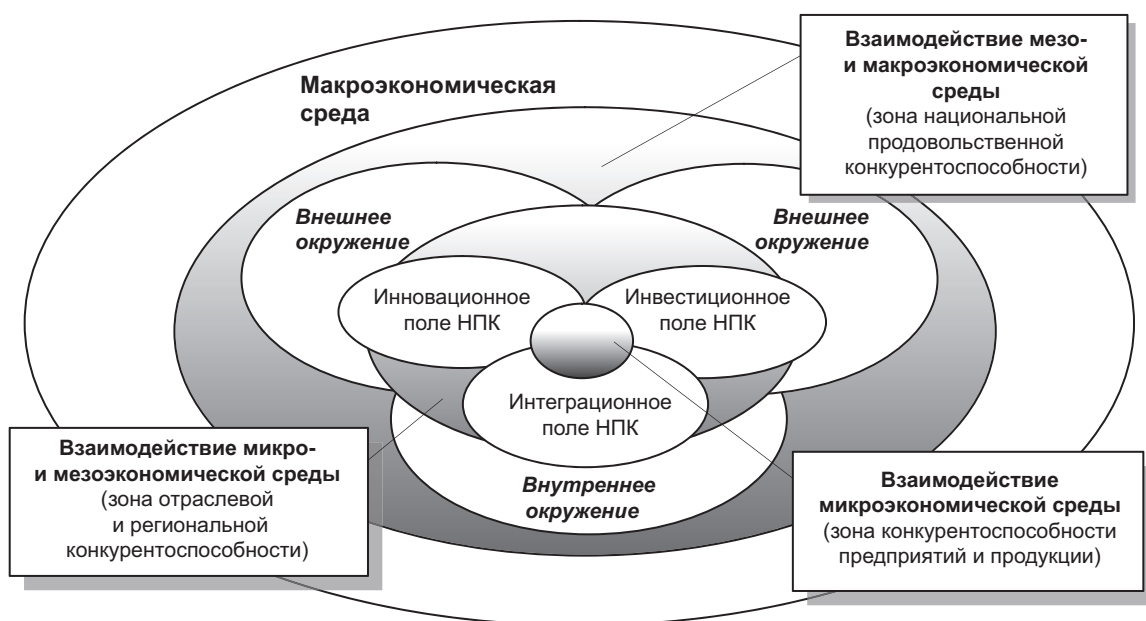 Взаимодействие мезо-
и макроэкономической
среды
(зона национальной
продовольственной
конкурентоспособности)
Макроэкономическая
среда
Внешнее
окружение
Внешнее
окружение
Инновационное
поле НПК
Инвестиционное
поле НПК
Интеграционное
поле НПК
Внутреннее
окружение
Взаимодействие микро-
и мезоэкономической среды
(зона отраслевой
и региональной
конкурентоспособности)
Взаимодействие
микроэкономической среды
(зона конкурентоспособности
предприятий и продукции)